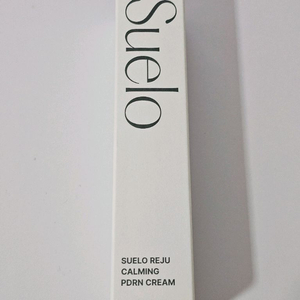 Suelo
SUELO REJU
CALMING
PDRN CREAM